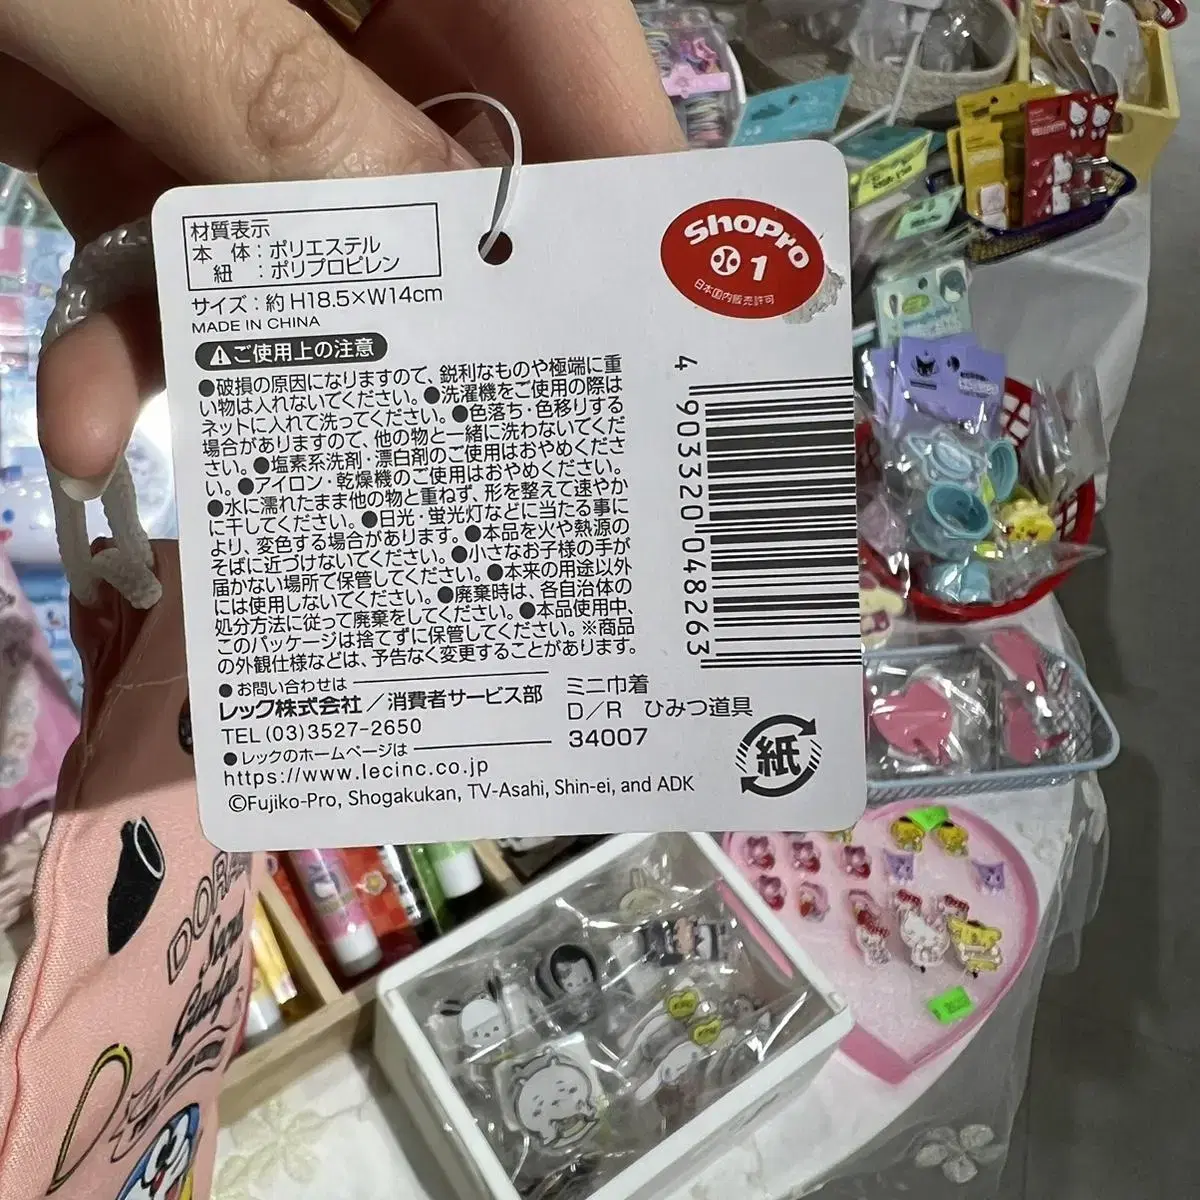 材質表示
本 体：ポリエステル
紐 ：ポリプロピレン
サイズ：約H18.5×W14cm
MADE IN CHINA
ご使用上の注意
●破損の原因になりますので、鋭利なものや極端に重
い物は入れないでください。●洗濯機をご使用の際は
ネットに入れて洗ってください。●色落ち・色移りする
場合がありますので、他の物と一緒に洗わないでくだ
さい。●塩素系洗剤・漂白剤のご使用はおやめくださ
い。●アイロン・乾燥機のご使用はおやめください。
●水に濡れたまま他の物と重ねず、形を整えて速やか
に干してください。●日光・蛍光灯などに当たる事に
より、変色する場合があります。●本品を火や熱源の
そばに近づけないでください。●小さなお子様の手が
届かない場所で保管してください。●本来の用途以外
には使用しないでください。●廃棄時は、各自治体の
処分方法に従って廃棄をしてください。●本品使用中、
このパッケージは捨てずに保管してください。※商品
の外観仕様などは、予告なく変更することがあります。
●お問い合わせは
レック株式会社／消費者サービス部
TEL(03)3527-2650
●レックのホームページは
https://www.lecinc.co.jp
©Fujiko-Pro, Shogakukan, TV-Asahi, Shin-ei, and ADK
ミニ巾着
D／R ひみつ道具
34007
紙
ShoPro
1
日本国内販売許可
4 903320 048263
DORA
Secret
Gadget
HELLO KITTY